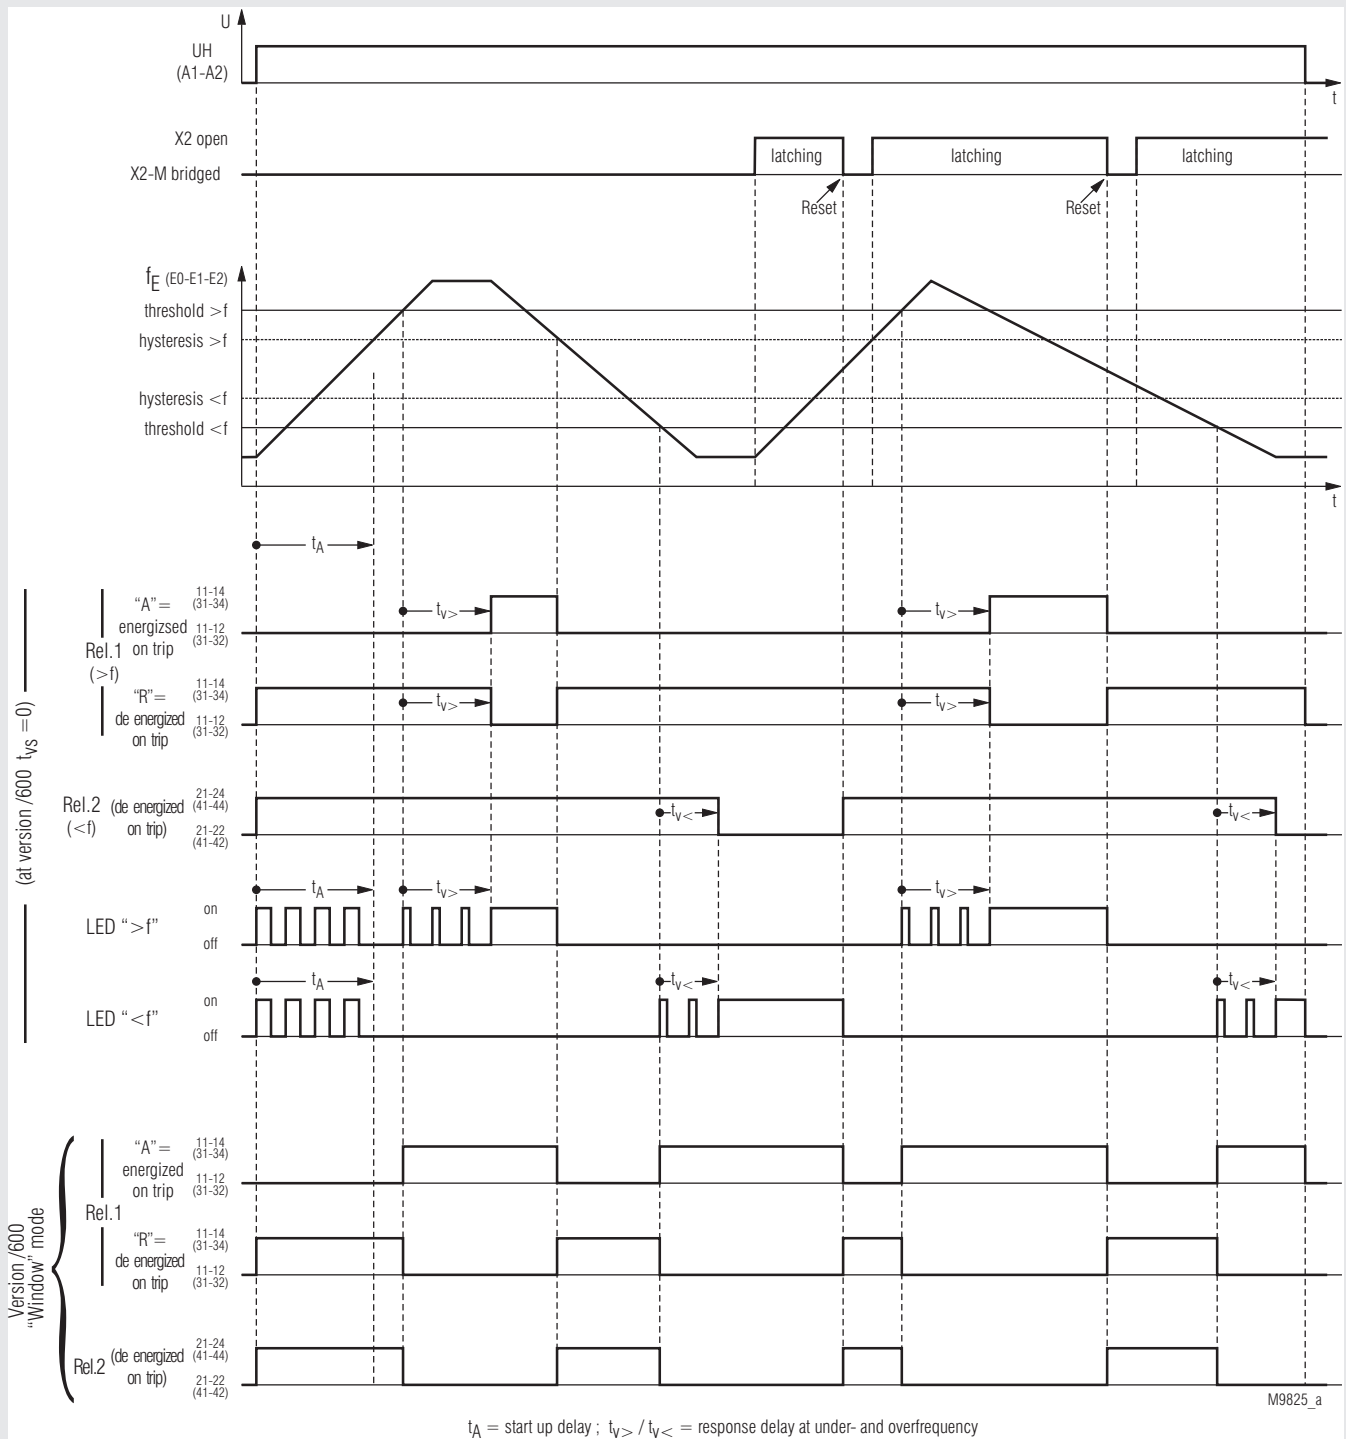 U
UH
(A1-A2)
t
X2 open
X2-M bridged
latching
latching
latching
Reset
Reset
fE (E0-E1-E2)
threshold >f
hysteresis >f
hysteresis <f
threshold <f
t
tA
(at version /600 tvs =0)
Rel.1
(>f)
"A"=
energizsed
on trip
11-14
(31-34)
11-12
(31-32)
tv>
tv>
"R"=
de energized
on trip
11-14
(31-34)
11-12
(31-32)
tv>
tv>
Rel.2
(<f)
(de energized
on trip)
21-24
(41-44)
21-22
(41-42)
tv<
tv<
LED ">f"
on
off
tA
tv>
tv>
LED "<f"
on
off
tA
tv<
tv<
Version /600
"Window" mode
Rel.1
"A"=
energized
on trip
11-14
(31-34)
11-12
(31-32)
"R"=
de energized
on trip
11-14
(31-34)
11-12
(31-32)
Rel.2
(de energized
on trip)
21-24
(41-44)
21-22
(41-42)
M9825_a
tA = start up delay ; tv> / tv< = response delay at under- and overfrequency